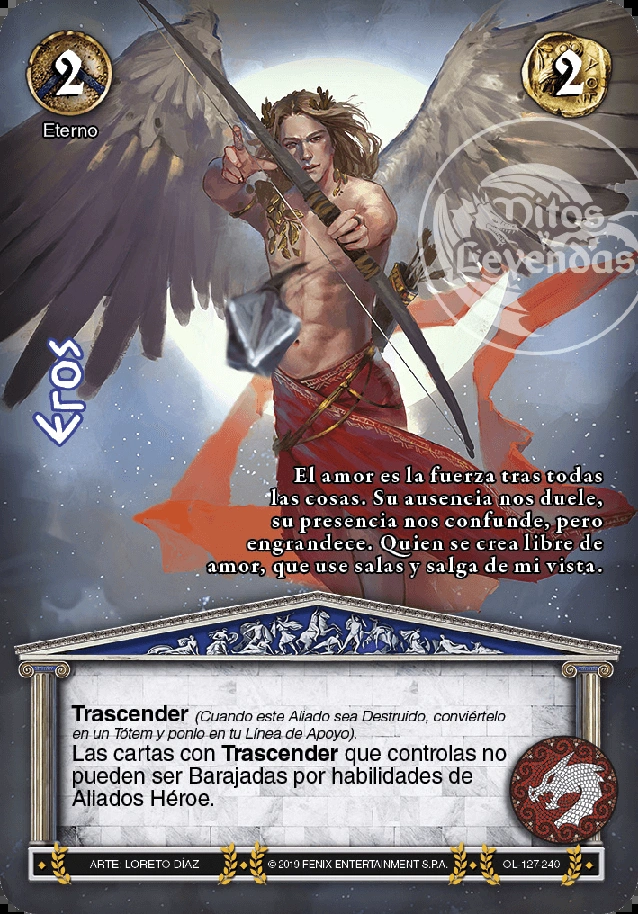 2
2
Eterno
Mitos
Leyendas
Eros
El amor es la fuerza tras todas
las cosas. Su ausencia nos duele,
su presencia nos confunde, pero
engrandece. Quien se crea libre de
amor, que use salas y salga de mi vista.
Trascender (Cuando este Aliado sea Destruido, conviértelo
en un Tótem y ponlo en tu Línea de Apoyo).
Las cartas con Trascender que controlas no
pueden ser Barajadas por habilidades de
Aliados Héroe.
ARTE: LORETO DÍAZ
© 2019 FENIX ENTERTAINMENT S.P.A.
OL-127-240